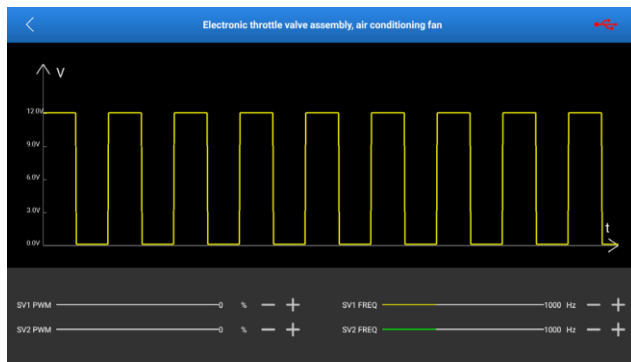 Electronic throttle valve assembly, air conditioning fan
V
12.0V
9.0V
6.0V
3.0V
0.0V
t
SV1 PWM 0 % SV1 FREQ 1000 Hz
SV2 PWM 0 % SV2 FREQ 1000 Hz